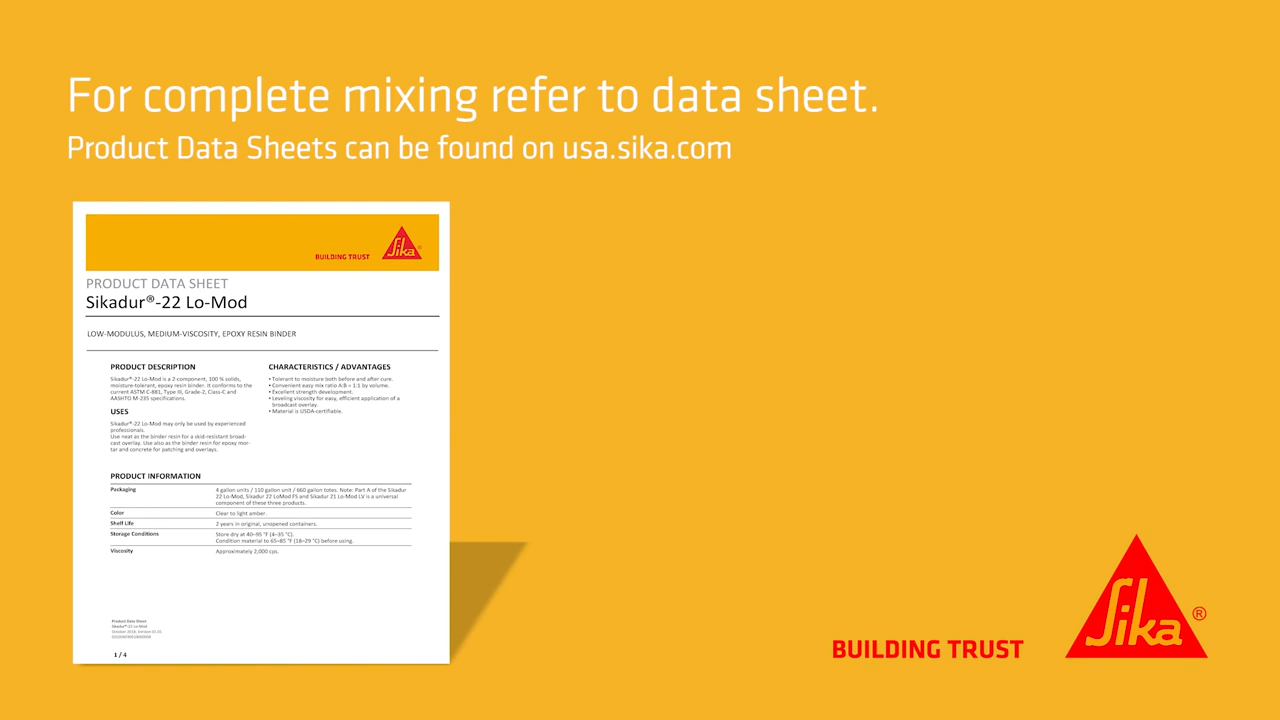 For complete mixing refer to data sheet.
Product Data Sheets can be found on usa.sika.com
BUILDING TRUST
Sika®
PRODUCT DATA SHEET
Sikadur®-22 Lo-Mod
LOW-MODULUS, MEDIUM-VISCOSITY, EPOXY RESIN BINDER
PRODUCT DESCRIPTION
Sikadur®-22 Lo-Mod is a 2-component, 100 % solids,
moisture-tolerant, epoxy resin binder. It conforms to the
current ASTM C-881, Type III, Grade-2, Class-C and
AASHTO M-235 specifications.
USES
Sikadur®-22 Lo-Mod may only be used by experienced
professionals.
Use neat as the binder resin for a skid-resistant broad-
cast overlay. Use also as the binder resin for epoxy mor-
tar and concrete for patching and overlays.
CHARACTERISTICS / ADVANTAGES
• Tolerant to moisture both before and after cure.
• Convenient easy mix ratio A:B = 1:1 by volume.
• Excellent strength development.
• Leveling viscosity for easy, efficient application of a
broadcast overlay.
• Material is USDA-certifiable.
PRODUCT INFORMATION
Packaging 4 gallon units / 110 gallon unit / 660 gallon totes. Note: Part A of the Sikadur
22 Lo-Mod, Sikadur 22 LoMod FS and Sikadur 21 Lo-Mod LV is a universal
component of these three products.
Color Clear to light amber.
Shelf Life 2 years in original, unopened containers.
Storage Conditions Store dry at 40–95 °F (4–35 °C).
Condition material to 65–85 °F (18–29 °C) before using.
Viscosity Approximately 2,000 cps.
Product Data Sheet
Sikadur®-22 Lo-Mod
October 2018, Version 01.01
1 / 4
BUILDING TRUST
Sika®